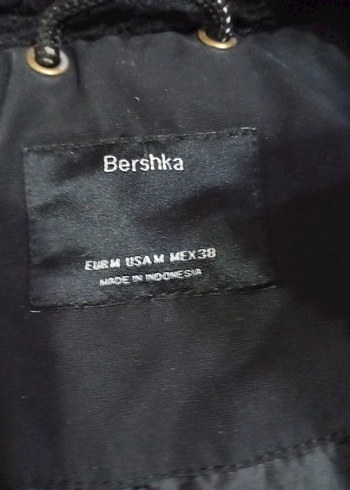 Bershka
EUR M USA M MEX 38
MADE IN INDONESIA